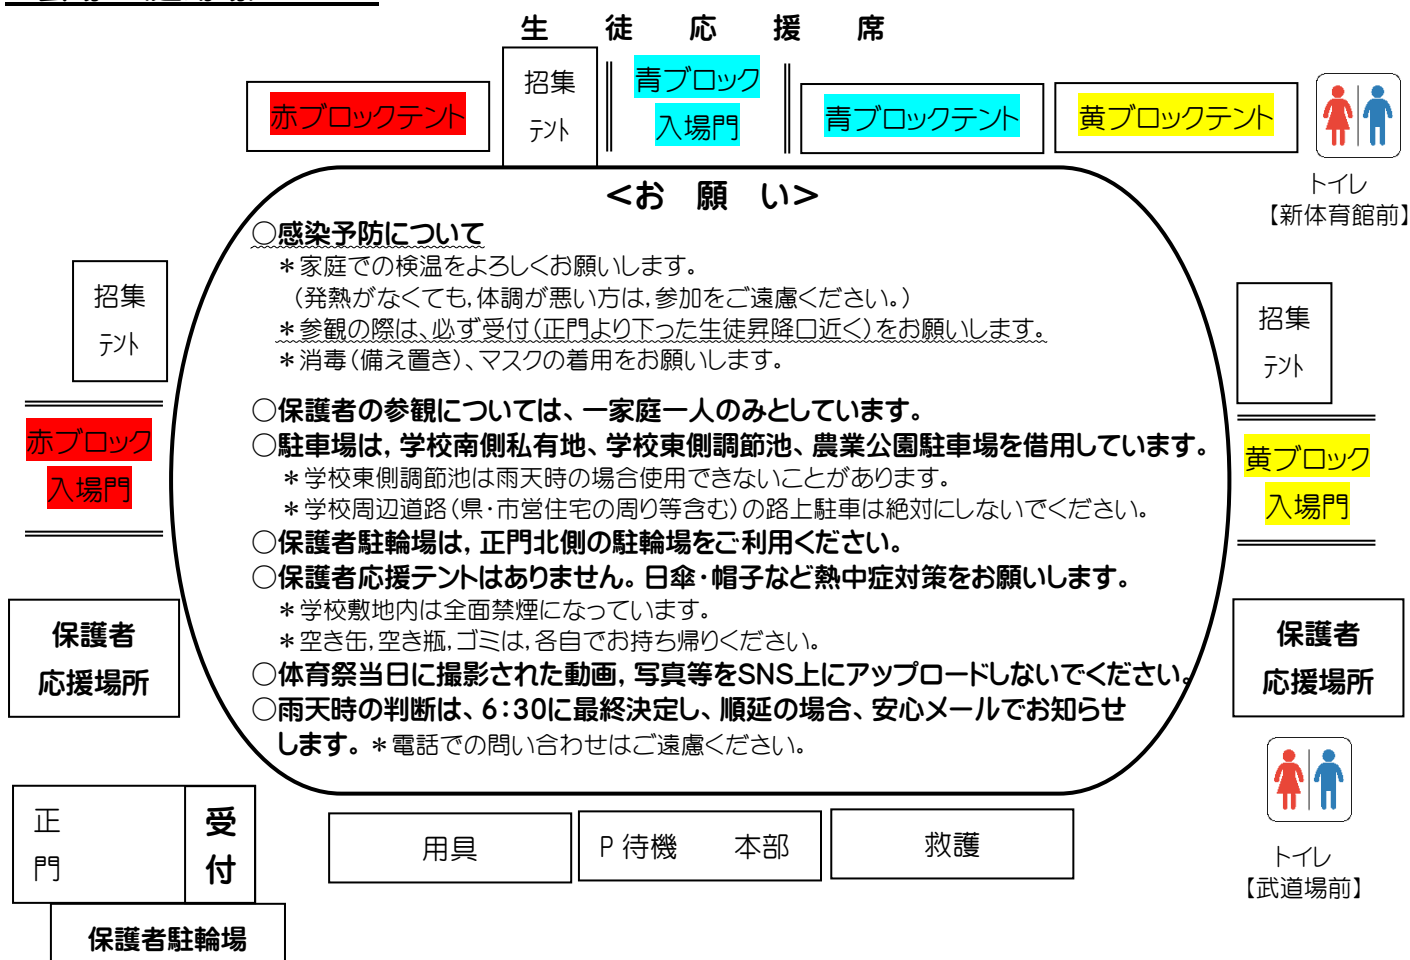 生　徒　応　援　席
招集
テント
青ブロック
入場門
赤ブロックテント
青ブロックテント
黄ブロックテント
トイレ
【新体育館前】
<お　願　い>
○感染予防について
＊家庭での検温をよろしくお願いします。
（発熱がなくても,体調が悪い方は,参加をご遠慮ください。）
＊参観の際は、必ず受付（正門より下った生徒昇降口近く）をお願いします。
＊消毒（備え置き）、マスクの着用をお願いします。
○保護者の参観については、一家庭一人のみとしています。
○駐車場は,学校南側私有地、学校東側調節池、農業公園駐車場を借用しています。
＊学校東側調節池は雨天時の場合使用できないことがあります。
＊学校周辺道路（県・市営住宅の周り等含む）の路上駐車は絶対にしないでください。
○保護者駐輪場は,正門北側の駐輪場をご利用ください。
○保護者応援テントはありません。日傘・帽子など熱中症対策をお願いします。
＊学校敷地内は全面禁煙になっています。
＊空き缶,空き瓶,ゴミは,各自でお持ち帰りください。
○体育祭当日に撮影された動画,写真等をSNS上にアップロードしないでください。
○雨天時の判断は、6：30に最終決定し、順延の場合、安心メールでお知らせ
します。＊電話での問い合わせはご遠慮ください。
招集
テント
赤ブロック
入場門
保護者
応援場所
招集
テント
黄ブロック
入場門
保護者
応援場所
トイレ
【武道場前】
正
門
受
付
保護者駐輪場
用具
P 待機　本部
救護